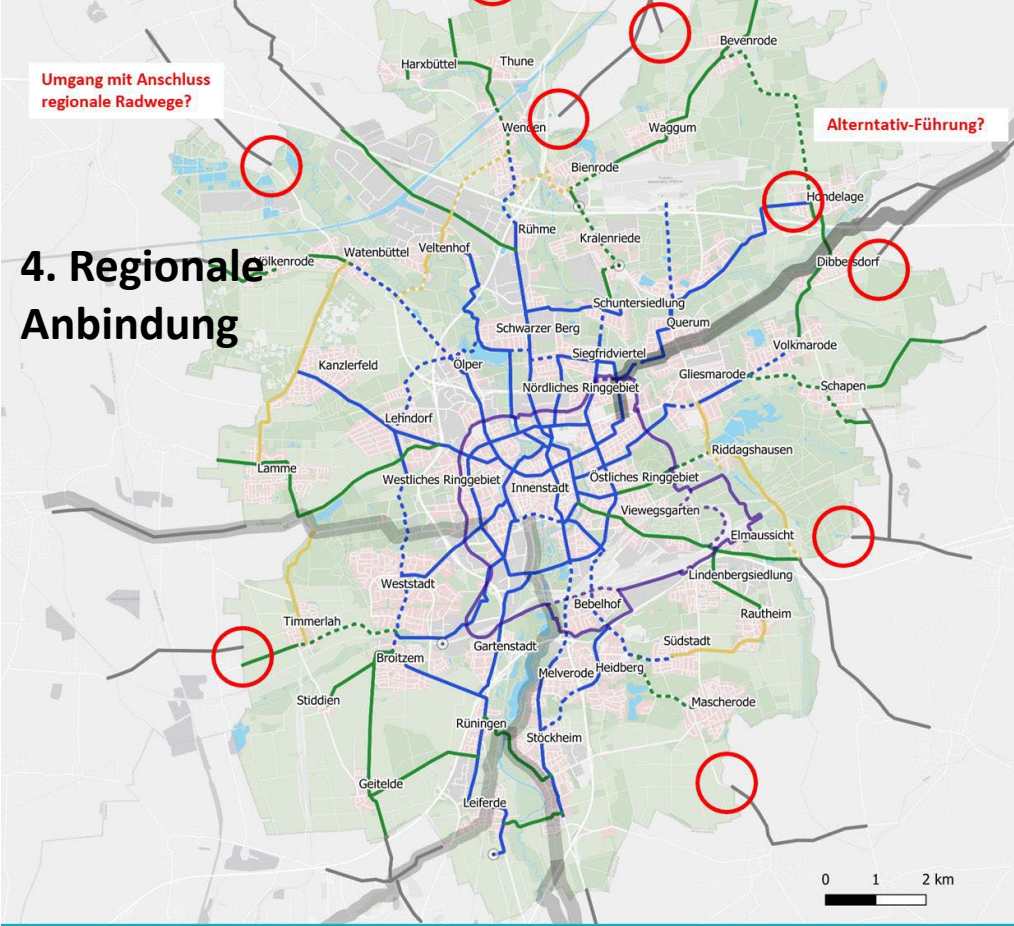 Bevenrode
Harxbüttel
Thune
Umgang mit Anschluss
regionale Radwege?
Wenden
Waggum
Alterntativ-Führung?
Bienrode
Hondelage
Rühme
Kralenriede
4. Regionale
Anbindung
Völkenrode
Watenbüttel
Veltenhof
Dibbesdorf
Schuntersiedlung
Schwarzer Berg
Querum
Siegfridviertel
Volkmarode
Kanzlerfeld
Ölper
Gliesmarode
Nördliches Ringgebiet
Schapen
Lehndorf
Riddagshausen
Lamme
Westliches Ringgebiet
Innenstadt
Östliches Ringgebiet
Viewegsgarten
Elmaussicht
Lindenbergsiedlung
Weststadt
Bebelhof
Rautheim
Timmerlah
Gartenstadt
Südstadt
Broitzem
Melverode
Heidberg
Stiddien
Mascherode
Rüningen
Stöckheim
Geitelde
Leiferde
0 1 2 km